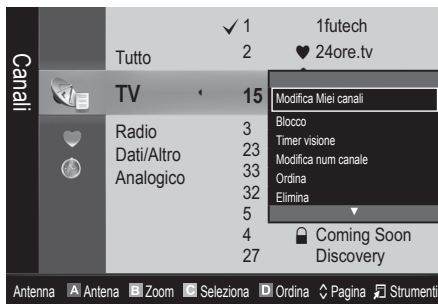 Canali
✓ 1 1futech
Tutto 2 ♥ 24ore.tv
TV 15
Radio 3
Dati/Altro 23
Analogico 33
32
5
4 Coming Soon
27 Discovery
Modifica Miei canali
Blocco
Timer visione
Modifica num canale
Ordina
Elimina
▼
Antenna A Antena B Zoom C Seleziona D Ordina Pagina Strumenti